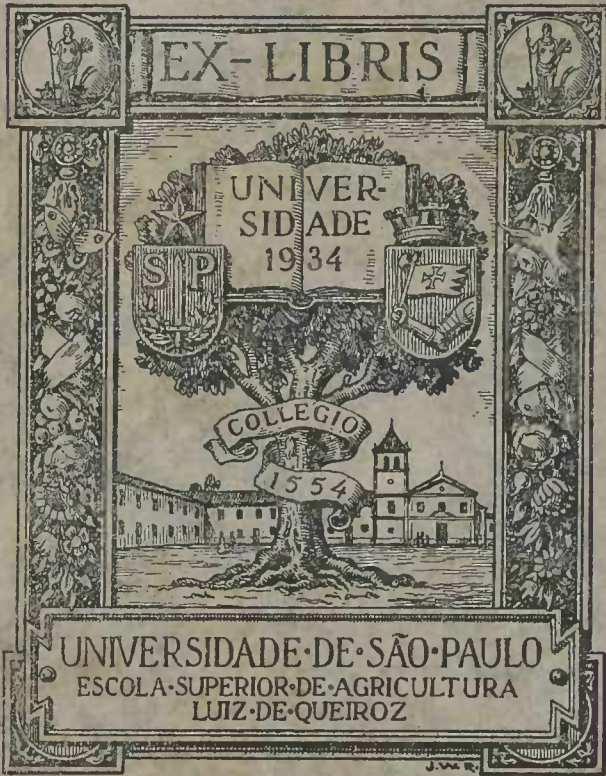 EX-LIBRIS
UNIVER-
SIDADE
1934
S P
COLLEGIO
1554
UNIVERSIDADE·DE·SÃO·PAULO
ESCOLA·SUPERIOR·DE·AGRICULTURA
LUIZ·DE·QUEIROZ
J.W.R.